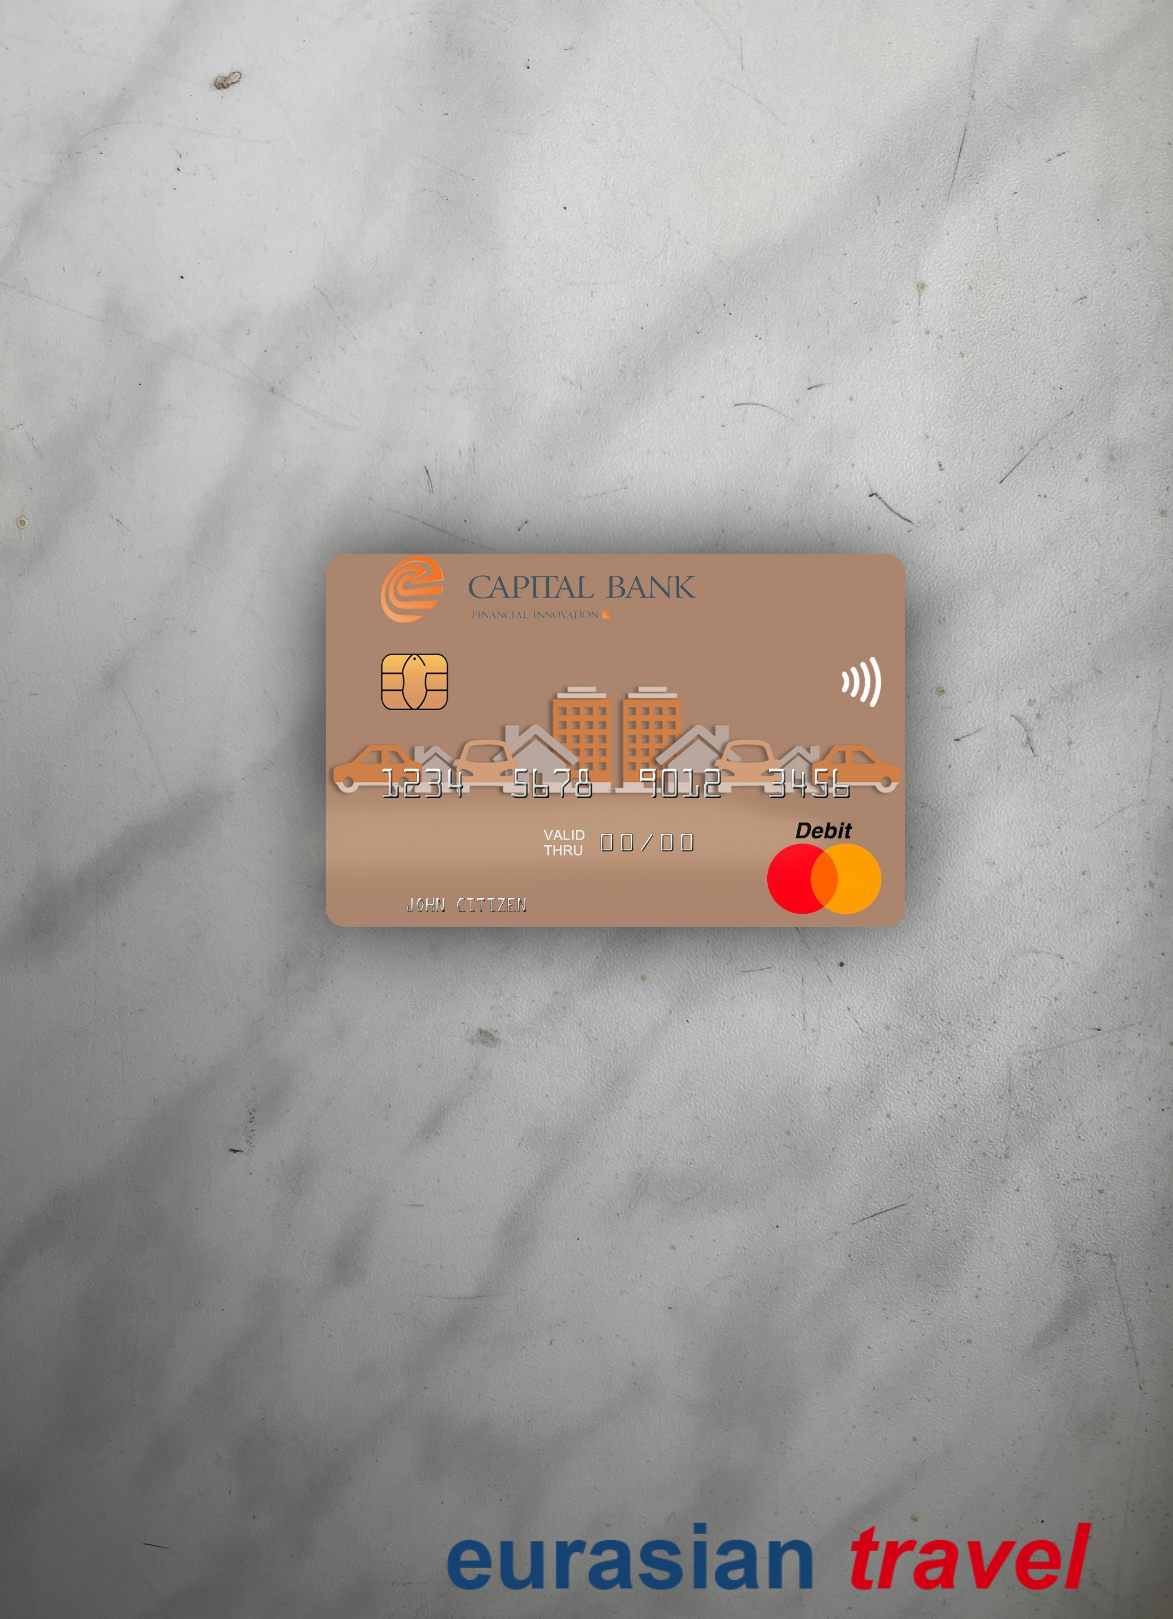 CAPITAL BANK
FINANCIAL INNOVATION
1234 5678 9012 3456
VALID
THRU 00/00
Debit
JOHN CITIZEN
eurasian travel